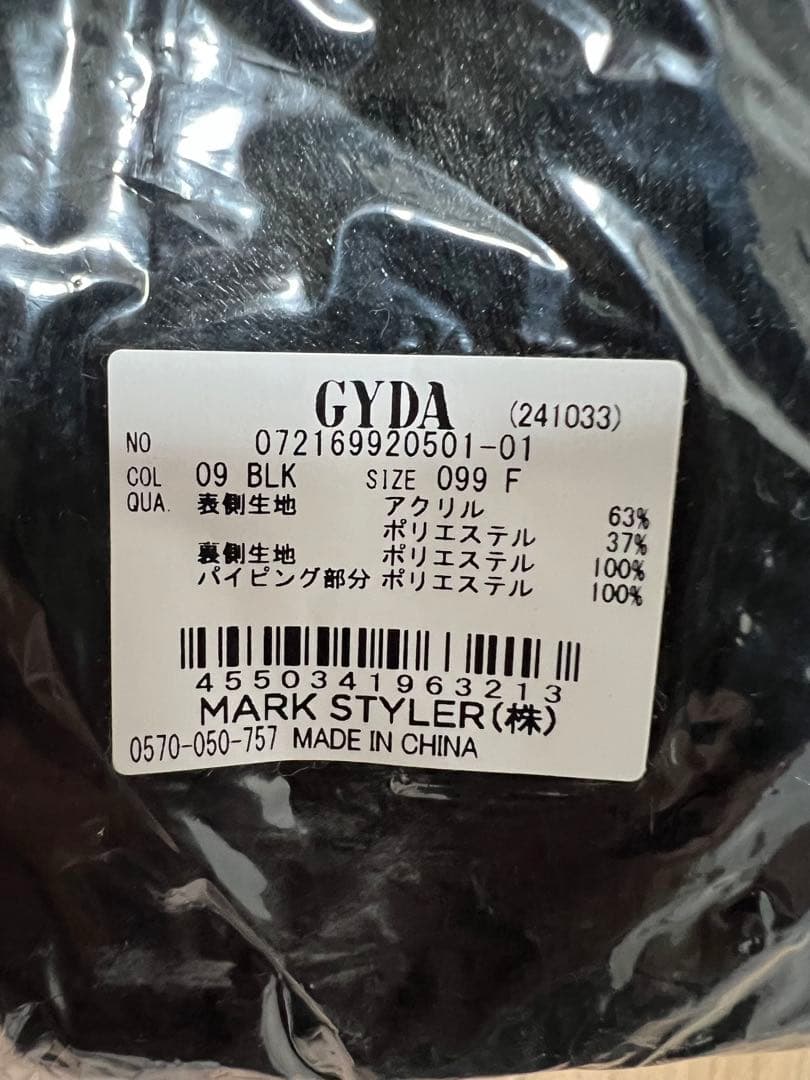 GYDA (241033)
NO 072169920501-01
COL 09 BLK SIZE 099 F
QUA. 表側生地 アクリル 63%
ポリエステル 37%
裏側生地 ポリエステル 100%
パイピング部分 ポリエステル 100%
4550341963213
MARK STYLER(株)
0570-050-757 MADE IN CHINA